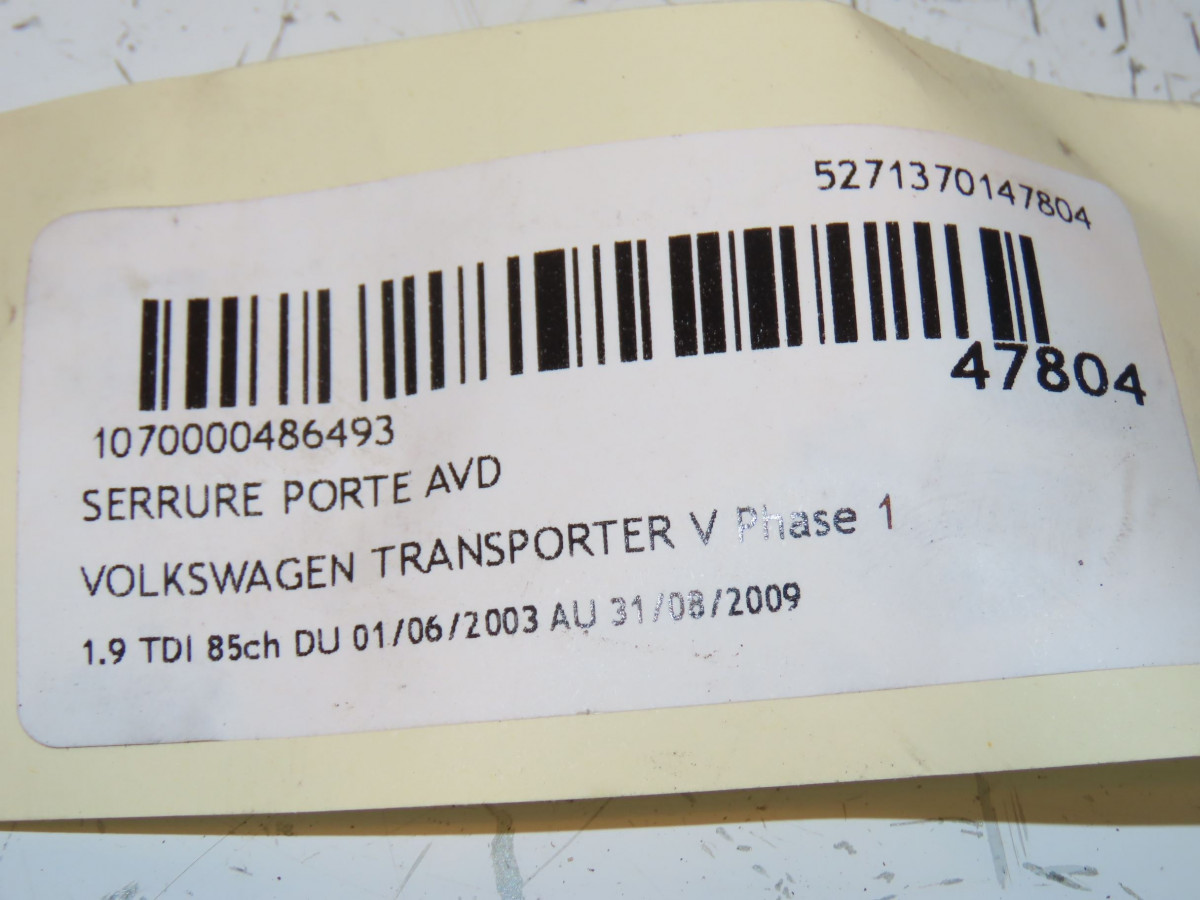 5271370147804
47804
1070000486493
SERRURE PORTE AVD
VOLKSWAGEN TRANSPORTER V Phase 1
1.9 TDI 85ch DU 01/06/2003 AU 31/08/2009